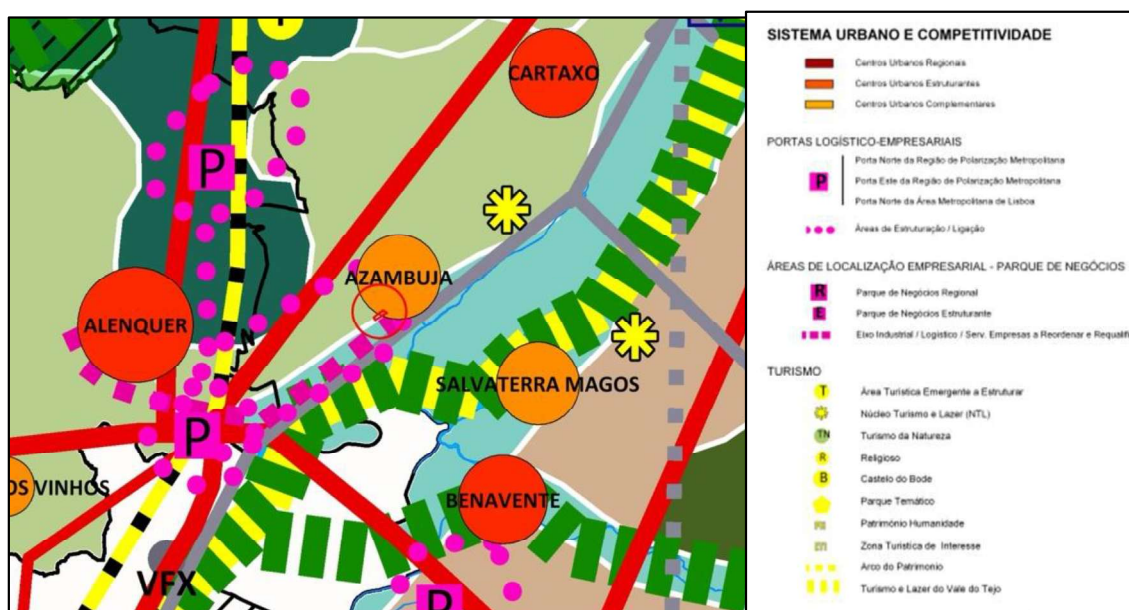 T
CARTAXO
P
AZAMBUJA
ALENQUER
SALVATERRA MAGOS
P
OS VINHOS
BENAVENTE
VFX
P
SISTEMA URBANO E COMPETITIVIDADE
Centros Urbanos Regionais
Centros Urbanos Estruturantes
Centros Urbanos Complementares
PORTAS LOGÍSTICO-EMPRESARIAIS
Porta Norte da Região de Polarização Metropolitana
P Porta Este da Região de Polarização Metropolitana
Porta Norte da Área Metropolitana de Lisboa
Áreas de Estruturação / Ligação
ÁREAS DE LOCALIZAÇÃO EMPRESARIAL - PARQUE DE NEGÓCIOS
R Parque de Negócios Regional
E Parque de Negócios Estruturante
Eixo Industrial / Logístico / Serv. Empresas a Reordenar e Requalifi
TURISMO
T Área Turística Emergente a Estruturar
Núcleo Turismo e Lazer (NTL)
TN Turismo da Natureza
R Religioso
B Castelo do Bode
Parque Temático
Património Humanidade
Zona Turística de Interesse
Arco do Patrimonio
Turismo e Lazer do Vale do Tejo